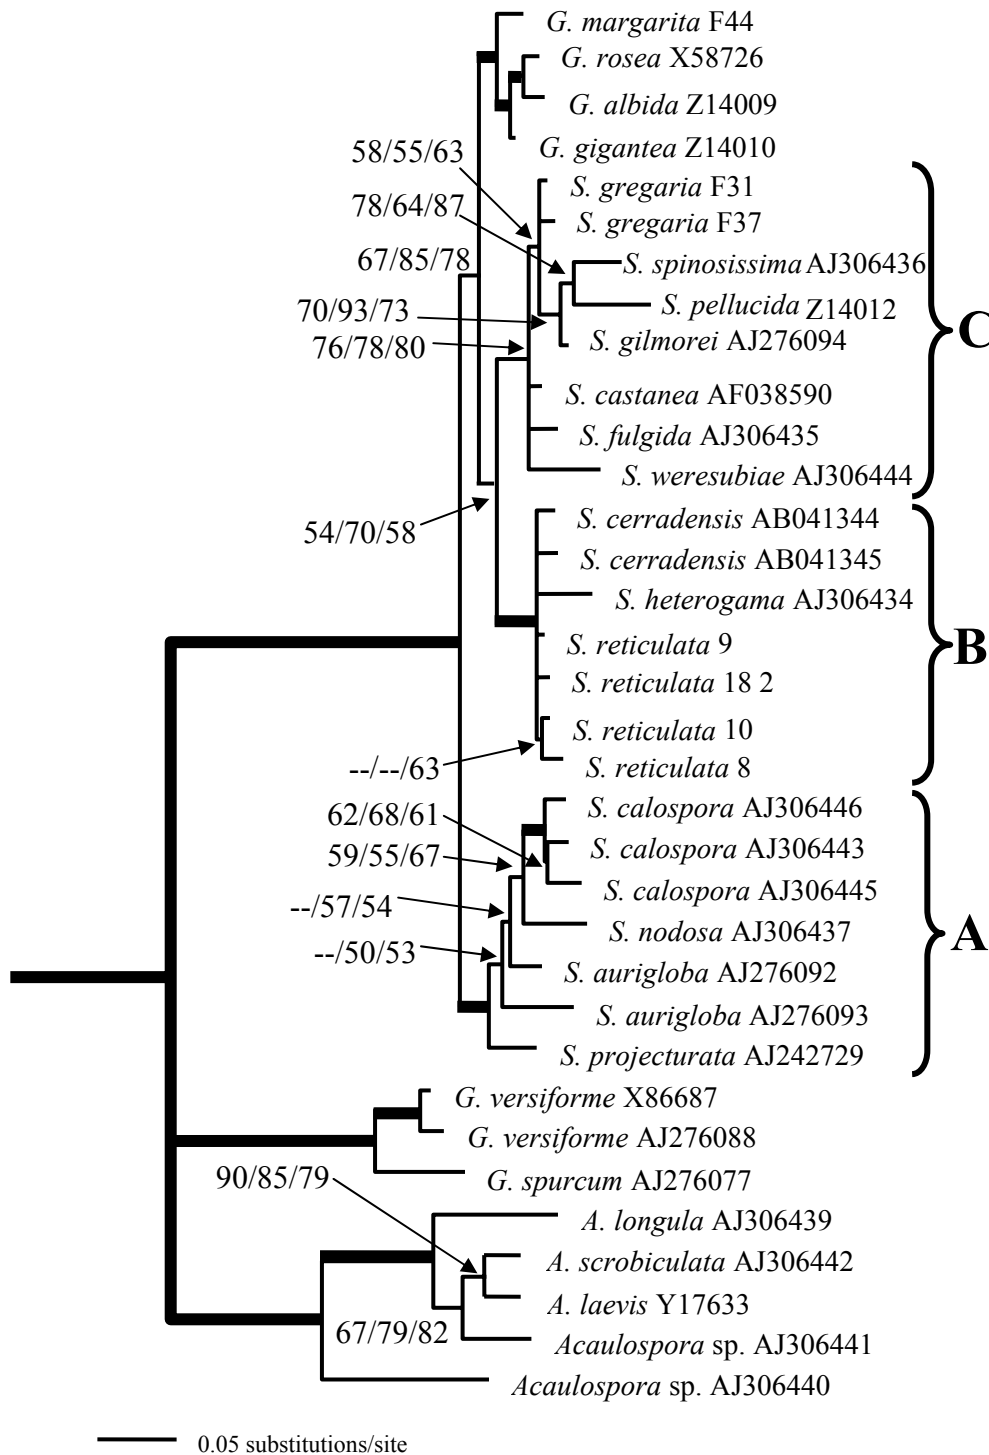 G. margarita F44
G. rosea X58726
G. albida Z14009
G. gigantea Z14010
58/55/63
S. gregaria F31
78/64/87
S. gregaria F37
67/85/78
S. spinosissima AJ306436
70/93/73
S. pellucida Z14012
C
76/78/80
S. gilmorei AJ276094
S. castanea AF038590
S. fulgida AJ306435
S. weresubiae AJ306444
54/70/58
S. cerradensis AB041344
S. cerradensis AB041345
S. heterogama AJ306434
B
S. reticulata 9
S. reticulata 18 2
S. reticulata 10
--/--/63
S. reticulata 8
62/68/61
S. calospora AJ306446
59/55/67
S. calospora AJ306443
S. calospora AJ306445
--/57/54
S. nodosa AJ306437
A
--/50/53
S. aurigloba AJ276092
S. aurigloba AJ276093
S. projecturata AJ242729
G. versiforme X86687
G. versiforme AJ276088
90/85/79
G. spurcum AJ276077
A. longula AJ306439
A. scrobiculata AJ306442
A. laevis Y17633
67/79/82
Acaulospora sp. AJ306441
Acaulospora sp. AJ306440
0.05 substitutions/site